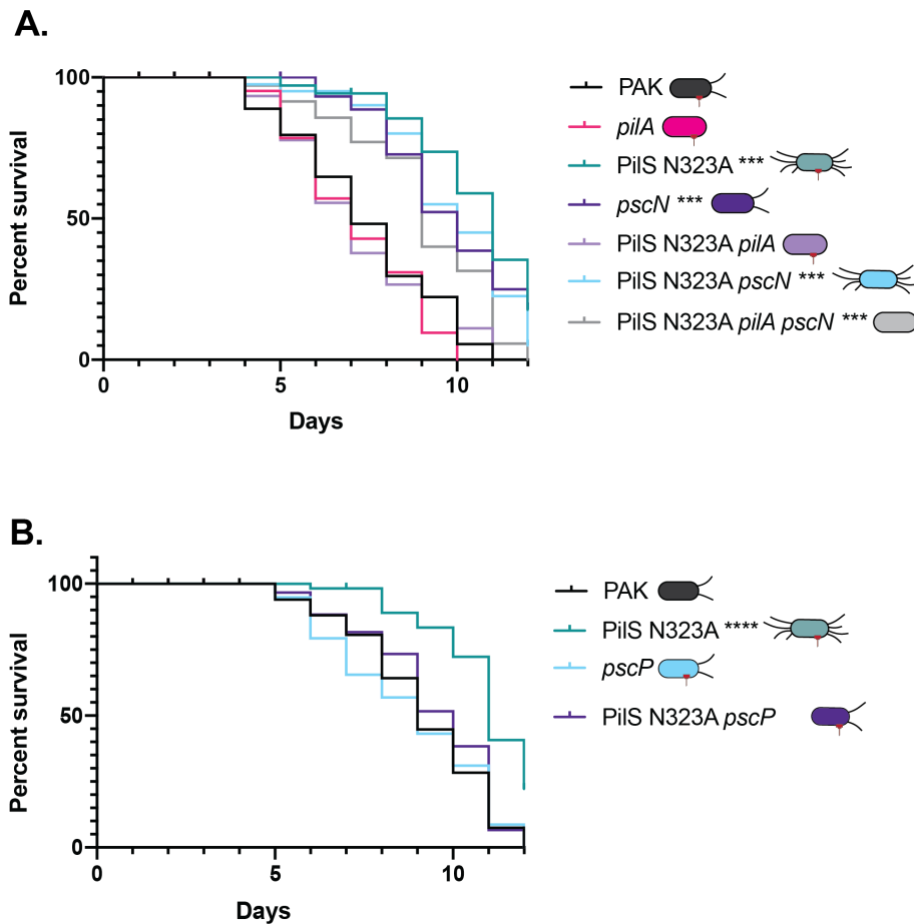 A.
100
50
0
Percent survival
0
5
10
Days
PAK
pilA
PilS N323A ***
pscN ***
PilS N323A pilA
PilS N323A pscN ***
PilS N323A pilA pscN ***
B.
100
50
0
Percent survival
0
5
10
Days
PAK
PilS N323A ****
pscP
PilS N323A pscP